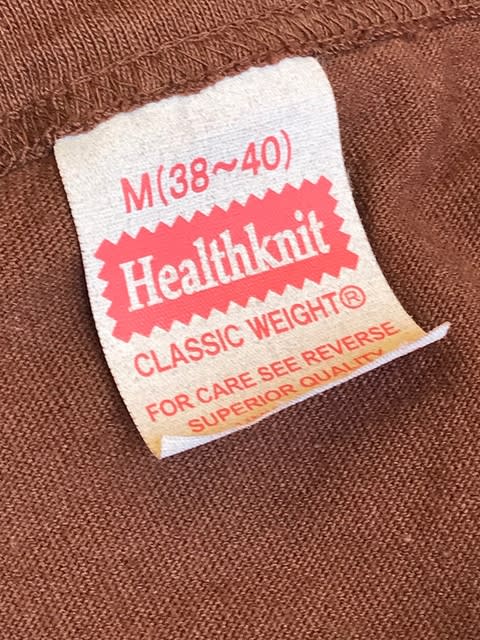 M(38~40)
Healthknit
CLASSIC WEIGHT®
FOR CARE SEE REVERSE
SUPERIOR QUALITY